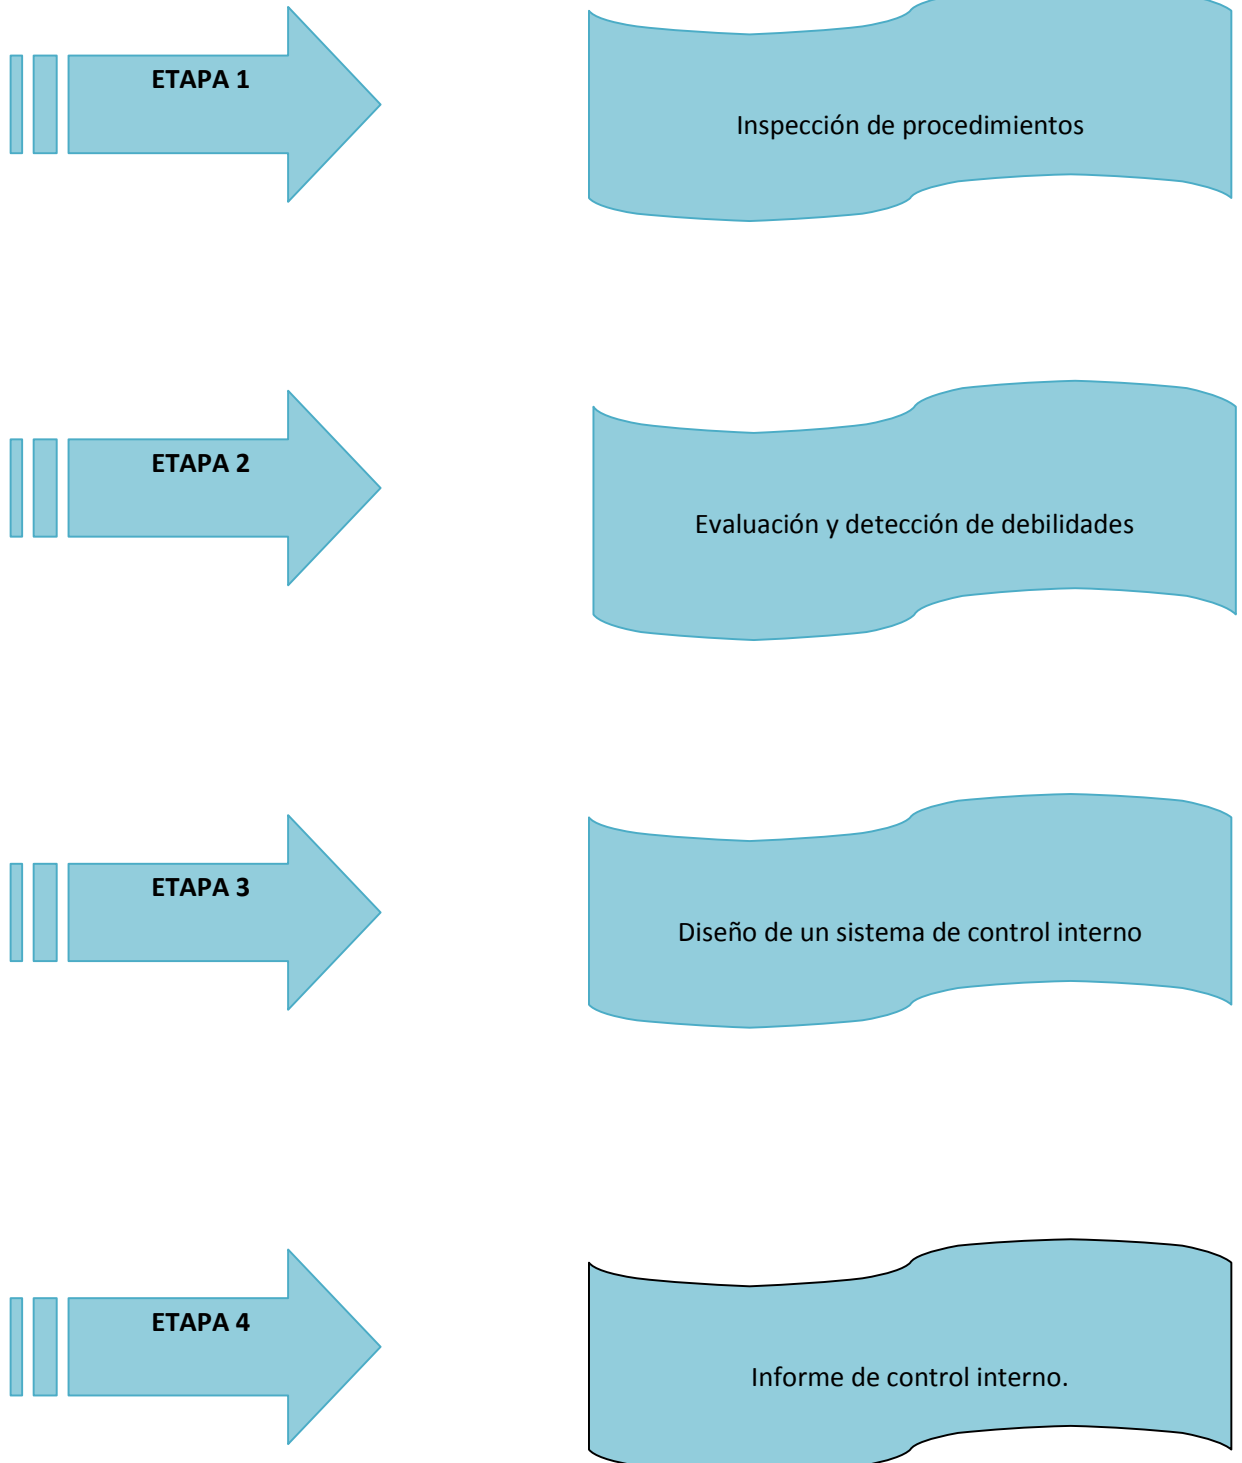 ETAPA 1
Inspección de procedimientos
ETAPA 2
Evaluación y detección de debilidades
ETAPA 3
Diseño de un sistema de control interno
ETAPA 4
Informe de control interno.